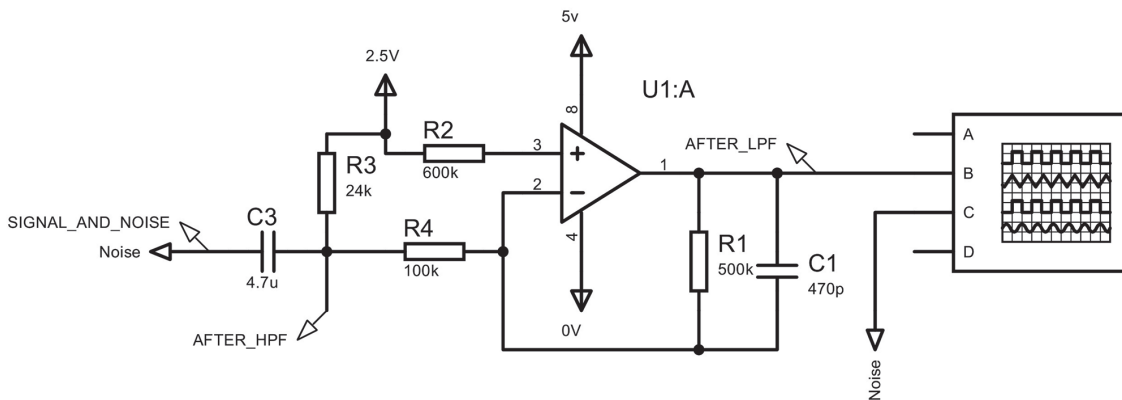 5v
2.5V
U1:A
8
R2
3
A
AFTER_LPF
R3
600k
1
B
24k
2
SIGNAL_AND_NOISE
C3
R4
C
Noise
4
R1
D
100k
500k
C1
4.7u
470p
AFTER_HPF
0V
Noise